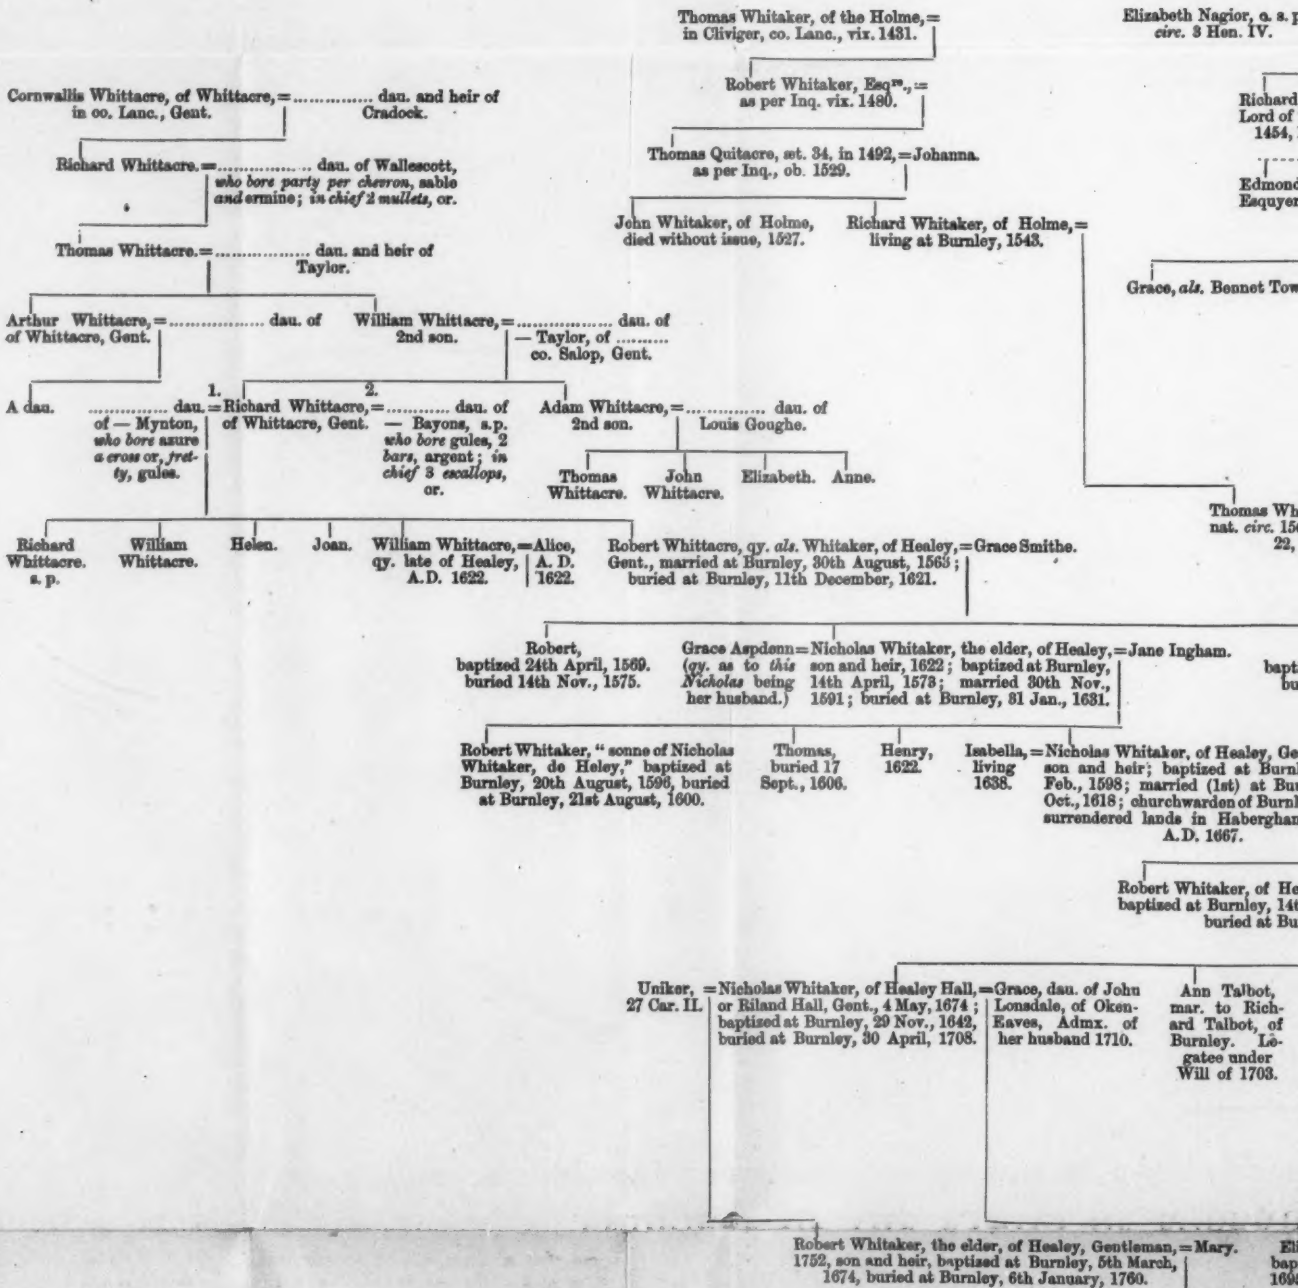 Thomas Whitaker, of the Holme,=
in Cliviger, co. Lanc., vix. 1431.
Elizabeth Nagior, a. s. p
circ. 3 Hen. IV.
Robert Whitaker, Esqre., =
as per Inq. vix. 1480.
Cornwallis Whittacre, of Whittacre, = ............... dau. and heir of
in co. Lanc., Gent. Cradock.
Richard
Lord of
1454,
Thomas Quitacre, æt. 34, in 1492, =Johanna.
as per Inq., ob. 1529.
Richard Whittacre. = .................. dau. of Wallescott,
who bore party per chevron, sable
and ermine; in chief 2 mullets, or.
Edmond
Esquyer
John Whitaker, of Holme,
died without issue, 1527.
Richard Whitaker, of Holme, =
living at Burnley, 1543.
Thomas Whittacre. = .................. dau. and heir of
Taylor.
Grace, als. Bennet Tow
Arthur Whittacre, = .................. dau. of
of Whittacre, Gent.
William Whittacre, = .................. dau. of
2nd son. — Taylor, of ..........
co. Salop, Gent.
1. 2.
A dau.
............... dau. = Richard Whittacre, = ............ dau. of
of — Mynton, of Whittacre, Gent. — Bayons, s.p.
who bore azure who bore gules, 2
a cross or, fret- bars, argent; in
ty, gules. chief 3 escallops,
or.
Adam Whittacre, = ............... dau. of
2nd son. Louis Goughe.
Thomas
Whittacre.
John
Whittacre.
Elizabeth.
Anne.
Thomas Wh
nat. circ. 15
22,
Richard
Whittacre.
s. p.
William
Whittacre.
Helen.
Joan.
William Whittacre, = Alice,
qy. late of Healey, A. D.
A.D. 1622. 1622.
Robert Whittacre, qy. als. Whitaker, of Healey, = Grace Smithe.
Gent., married at Burnley, 30th August, 1563;
buried at Burnley, 11th December, 1621.
Robert,
baptized 24th April, 1569.
buried 14th Nov., 1575.
Grace Aspdenn= Nicholas Whitaker, the elder, of Healey, = Jane Ingham.
(qy. as to this son and heir, 1622; baptized at Burnley,
Nicholas being 14th April, 1573; married 30th Nov.,
her husband.) 1591; buried at Burnley, 31 Jan., 1631.
bapt
bu
Robert Whitaker, " sonne of Nicholas
Whitaker, de Heley," baptized at
Burnley, 20th August, 1596, buried
at Burnley, 21st August, 1600.
Thomas,
buried 17
Sept., 1606.
Henry,
1622.
Isabella, = Nicholas Whitaker, of Healey, Ge
living son and heir; baptized at Burnl
1638. Feb., 1598; married (1st) at Bu
Oct., 1618; churchwarden of Burnl
surrendered lands in Haberghan
A.D. 1667.
Robert Whitaker, of He
baptized at Burnley, 14t
buried at Bu
Uniker, = Nicholas Whitaker, of Healey Hall, = Grace, dau. of John
27 Car. II. or Riland Hall, Gent., 4 May, 1674; Lonsdale, of Oken-
baptized at Burnley, 29 Nov., 1642, Eaves, Admx. of
buried at Burnley, 30 April, 1708. her husband 1710.
Ann Talbot,
mar. to Rich-
ard Talbot, of
Burnley. Le-
gatee under
Will of 1703.
Robert Whitaker, the elder, of Healey, Gentleman, = Mary.
1752, son and heir, baptized at Burnley, 5th March,
1674, buried at Burnley, 6th January, 1760.
Eli
bap
169